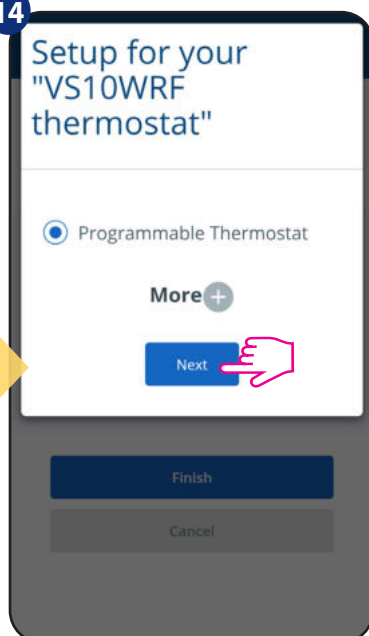 14
Setup for your
"VS10WRF
thermostat"
Programmable Thermostat
More
Next
Finish
Cancel